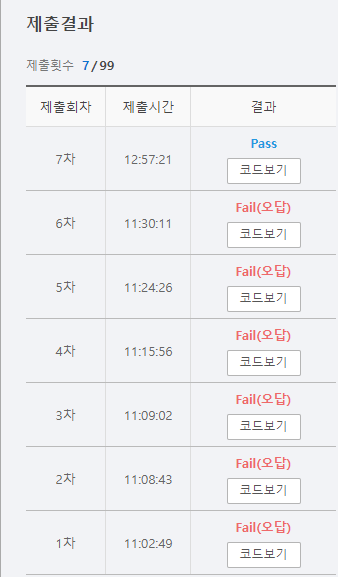 제출결과
제출횟수 7 / 99
제출회차 제출시간 결과
7차 12:57:21 Pass
코드보기
6차 11:30:11 Fail(오답)
코드보기
5차 11:24:26 Fail(오답)
코드보기
4차 11:15:56 Fail(오답)
코드보기
3차 11:09:02 Fail(오답)
코드보기
2차 11:08:43 Fail(오답)
코드보기
1차 11:02:49 Fail(오답)
코드보기